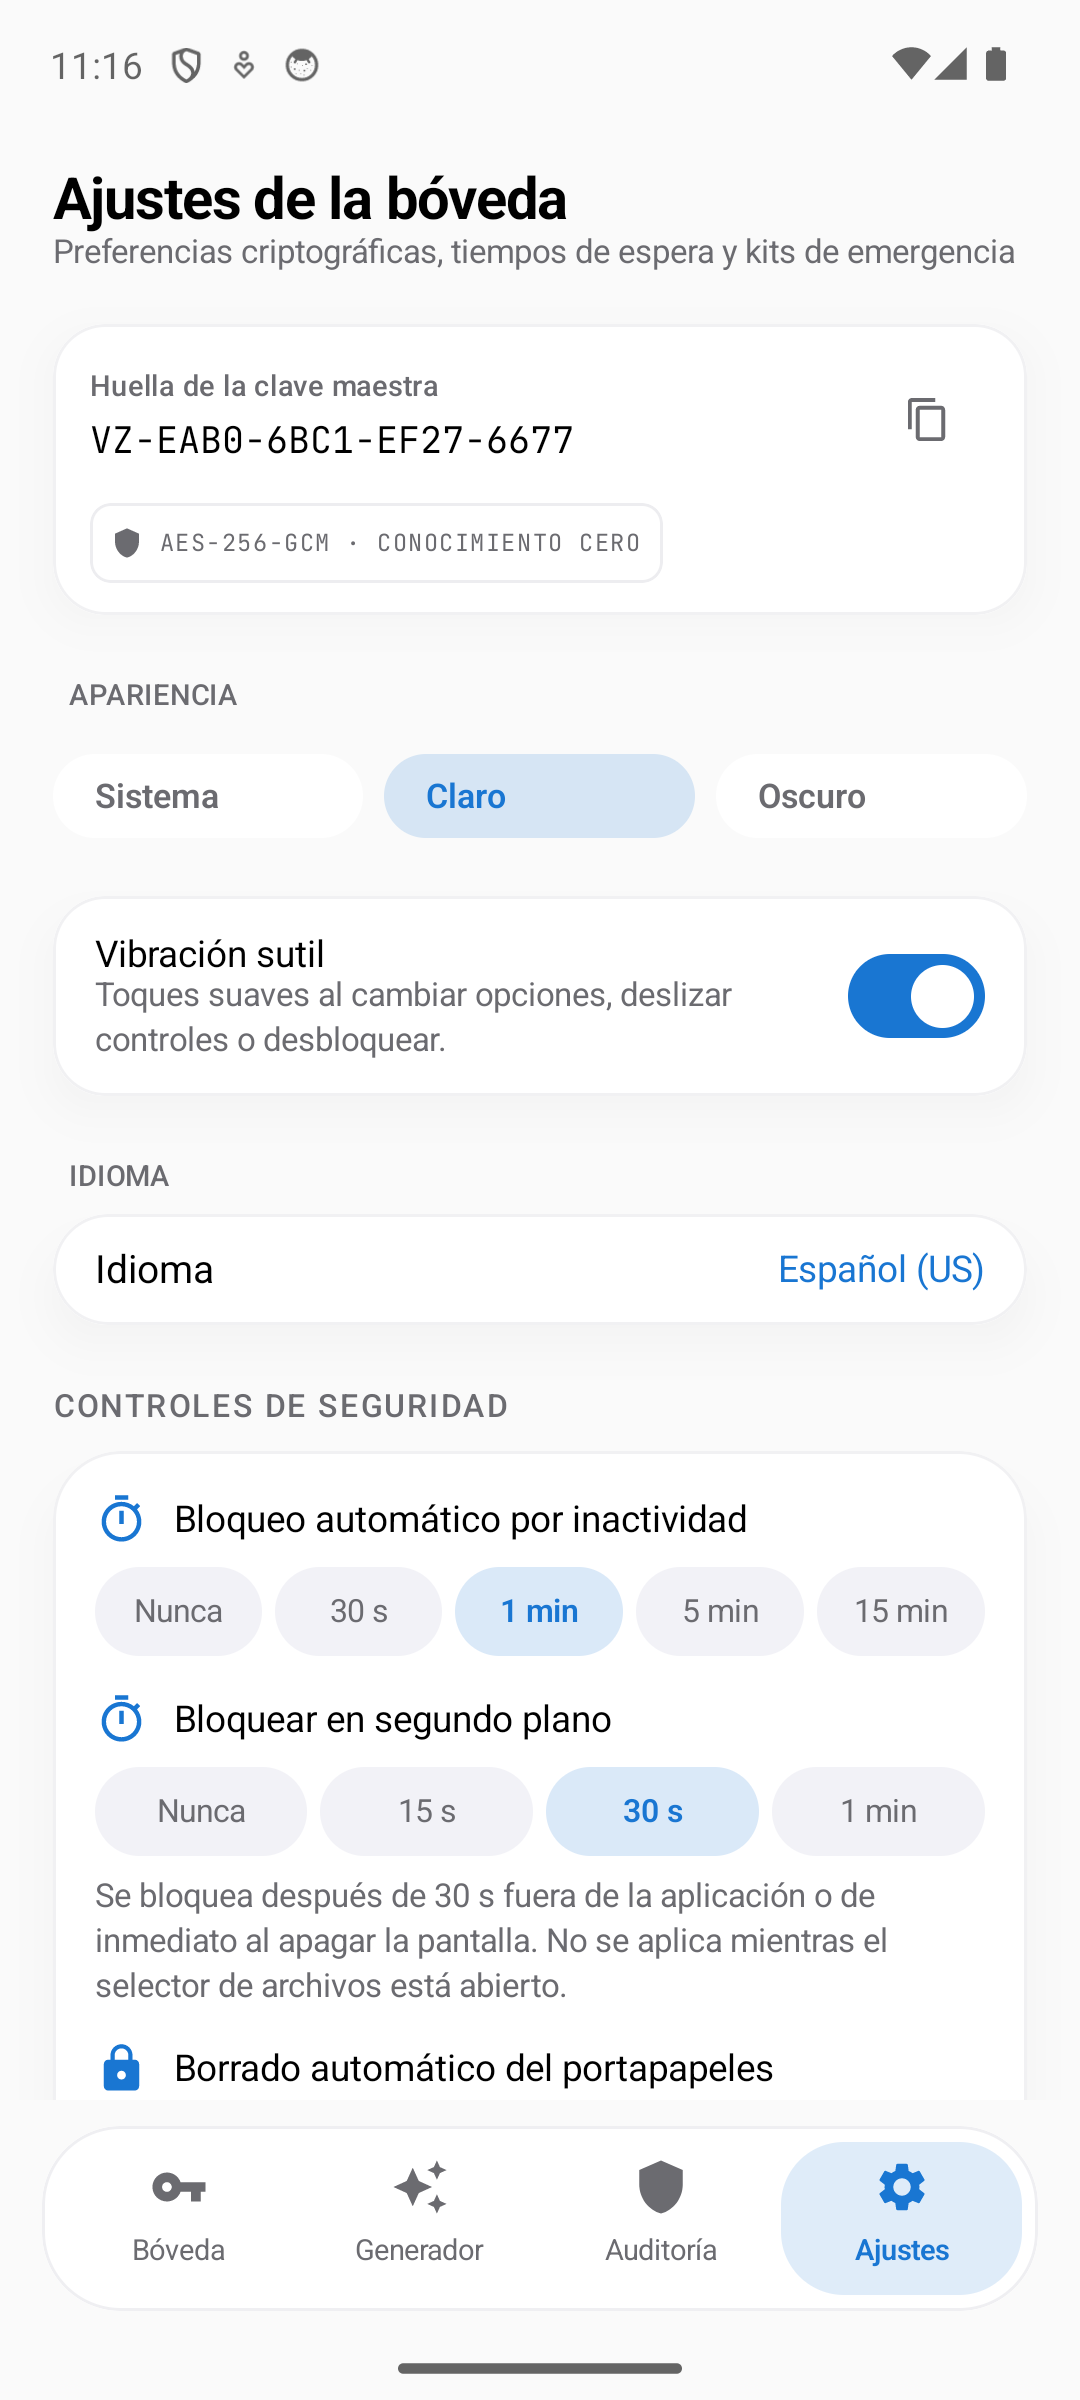 11:16
Ajustes de la bóveda
Preferencias criptográficas, tiempos de espera y kits de emergencia
Huella de la clave maestra
VZ-EAB0-6BC1-EF27-6677
AES-256-GCM · CONOCIMIENTO CERO
APARIENCIA
Sistema
Claro
Oscuro
Vibración sutil
Toques suaves al cambiar opciones, deslizar
controles o desbloquear.
IDIOMA
Idioma
Español (US)
CONTROLES DE SEGURIDAD
Bloqueo automático por inactividad
Nunca
30 s
1 min
5 min
15 min
Bloquear en segundo plano
Nunca
15 s
30 s
1 min
Se bloquea después de 30 s fuera de la aplicación o de
inmediato al apagar la pantalla. No se aplica mientras el
selector de archivos está abierto.
Borrado automático del portapapeles
Bóveda
Generador
Auditoría
Ajustes